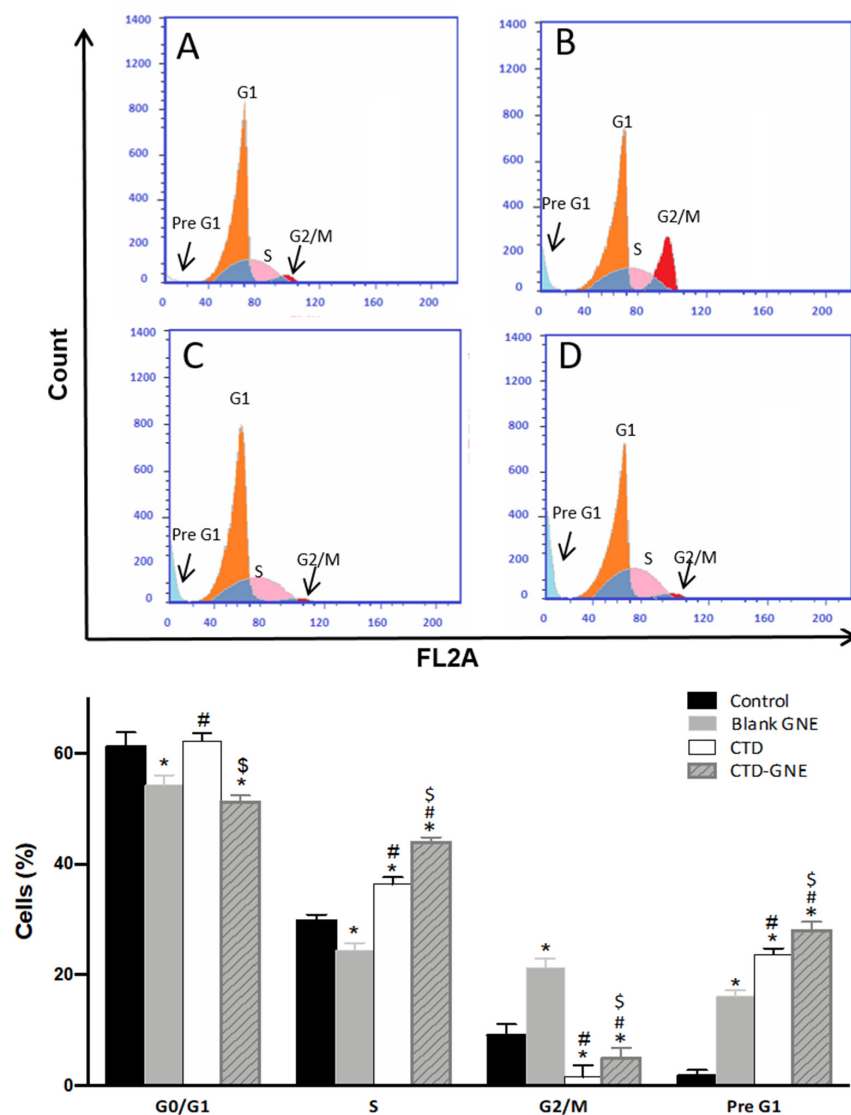 A
1400
1200
1000
800
600
400
200
0
40
80
120
160
200
G1
Pre G1
S
G2/M
B
1400
1200
1000
800
600
400
200
0
40
80
120
160
200
G1
Pre G1
S
G2/M
C
1400
1200
1000
800
600
400
200
0
40
80
120
160
200
G1
Pre G1
S
G2/M
D
1400
1200
1000
800
600
400
200
0
40
80
120
160
200
G1
Pre G1
S
G2/M
Count
FL2A
Control
Blank GNE
CTD
CTD-GNE
Cells (%)
60
40
20
0
*
#
$
*
*
#
*
$
#
*
*
#
*
$
#
*
*
#
*
$
#
*
G0/G1 S G2/M Pre G1